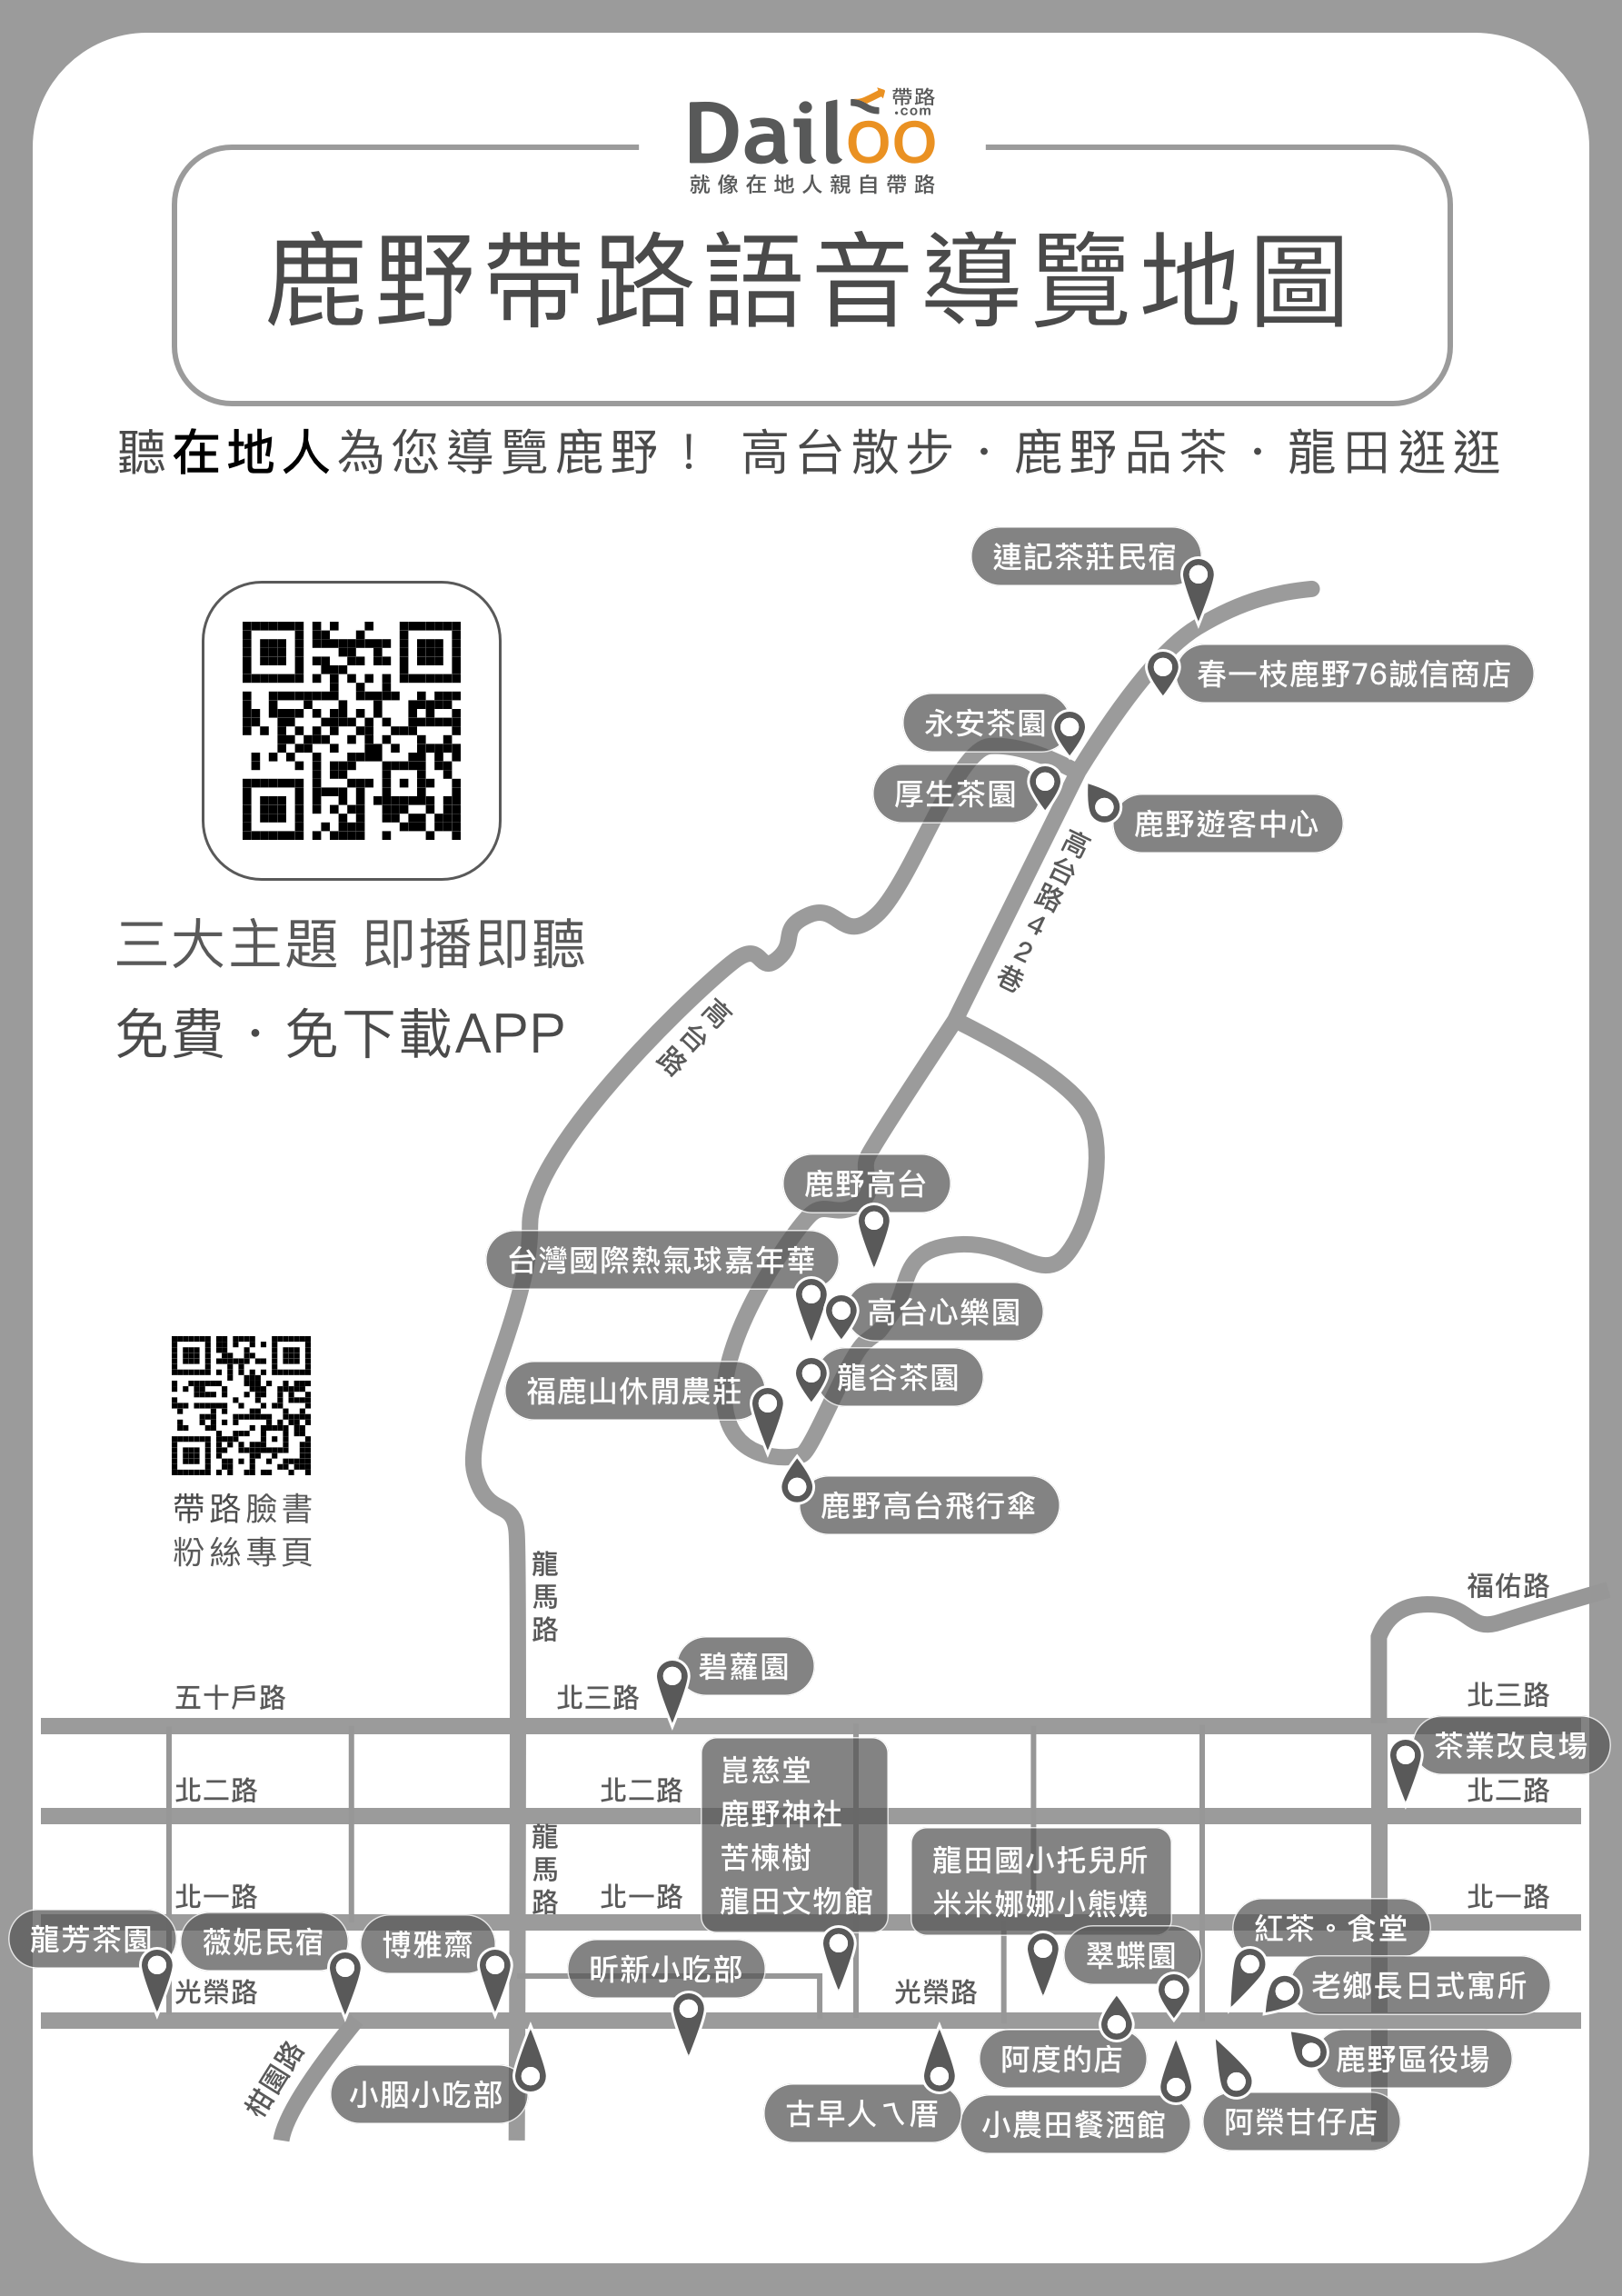 Dailoo
帶路
.com
就像在地人親自帶路
鹿野帶路語音導覽地圖
聽在地人為您導覽鹿野！ 高台散步．鹿野品茶．龍田逛逛
連記茶莊民宿
春一枝鹿野76誠信商店
永安茶園
厚生茶園
鹿野遊客中心
高台路42巷
三大主題 即播即聽
免費．免下載APP
高台路
鹿野高台
台灣國際熱氣球嘉年華
高台心樂園
龍谷茶園
福鹿山休閒農莊
鹿野高台飛行傘
帶路臉書
粉絲專頁
龍馬路
福佑路
碧蘿園
五十戶路
北三路
北三路
茶業改良場
崑慈堂
鹿野神社
苦楝樹
龍田文物館
北二路
北二路
北二路
龍馬路
龍田國小托兒所
米米娜娜小熊燒
北一路
北一路
北一路
龍芳茶園
薇妮民宿
博雅齋
昕新小吃部
翠蝶園
紅茶。食堂
老鄉長日式寓所
光榮路
光榮路
柑園路
小胭小吃部
古早人ㄟ厝
阿度的店
小農田餐酒館
鹿野區役場
阿榮甘仔店